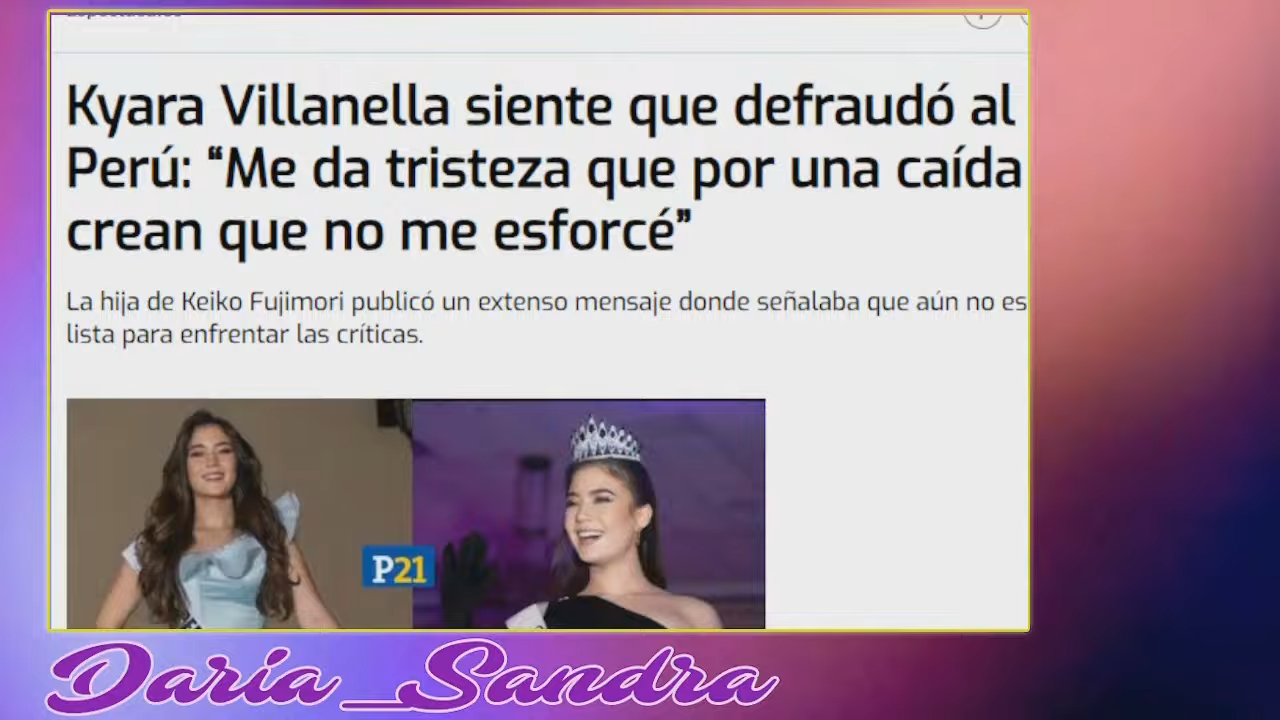 Kyara Villanella siente que defraudó al
Perú: “Me da tristeza que por una caída
crean que no me esforcé”
La hija de Keiko Fujimori publicó un extenso mensaje donde señalaba que aún no es
lista para enfrentar las críticas.
P21
Daria_Sandra